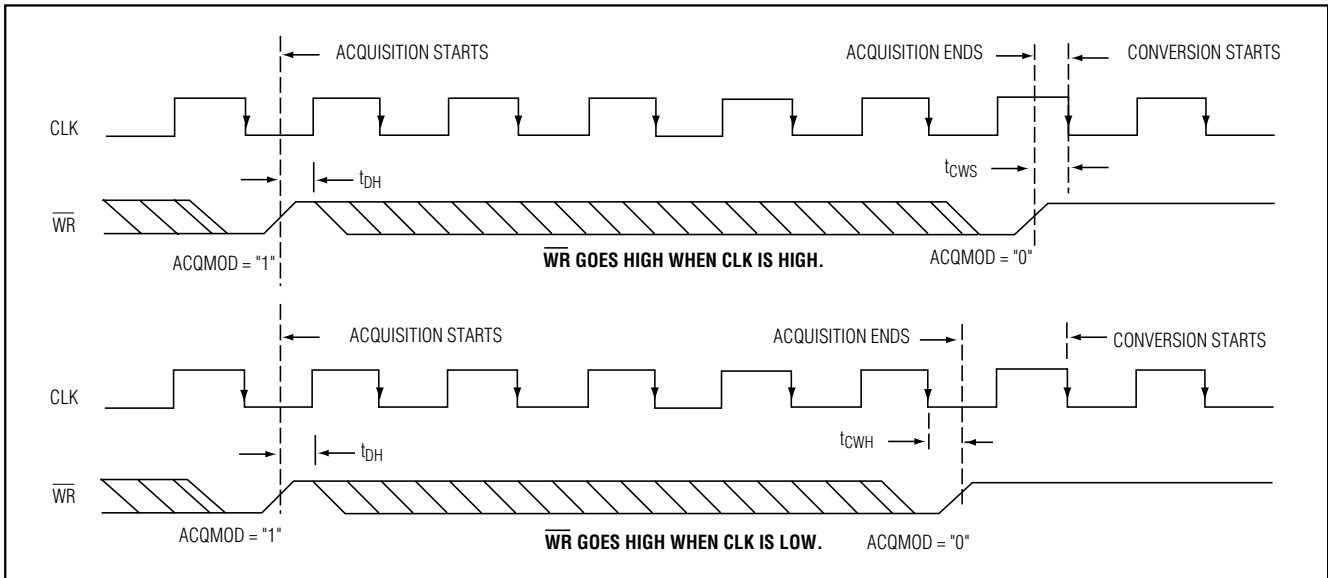 ACQUISITION STARTS
ACQUISITION ENDS
CONVERSION STARTS
CLK
tDH
tCWS
WR
ACQMOD = "1"
WR GOES HIGH WHEN CLK IS HIGH.
ACQMOD = "0"
ACQUISITION STARTS
ACQUISITION ENDS
CONVERSION STARTS
CLK
tDH
tCWH
WR
ACQMOD = "1"
WR GOES HIGH WHEN CLK IS LOW.
ACQMOD = "0"